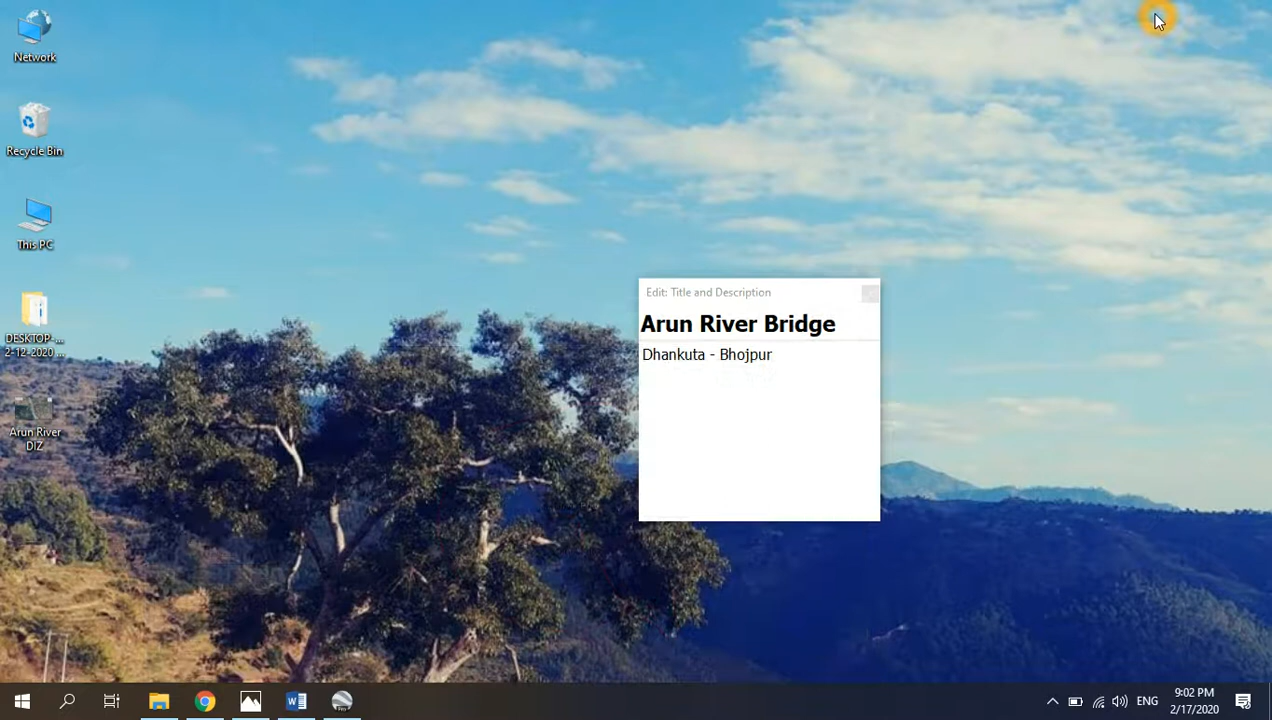 Network
Recycle Bin
This PC
DESKTOP-...
2-12-2020 ...
Arun River
DIZ
Edit: Title and Description
Arun River Bridge
Dhankuta - Bhojpur
ENG
9:02 PM
2/17/2020